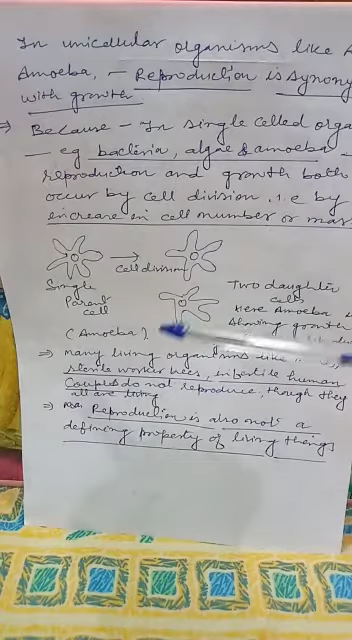 In unicellular organisms like
Amoeba, - Reproduction is synony
with growth
⇒ Because - In single celled orga
- eg bacteria, algae & amoeba -
reproduction and growth both
occur by cell division. i.e by
increase in cell number or mas
Cell division
Single
Parent
cell
(Amoeba)
Two daughter
cells
Here Amoeba
showing growth
⇒ Many living organisms like
sterile worker bees, infertile human
Couples do not reproduce, though they
all are living
⇒ Reproduction is also not a
defining property of living things